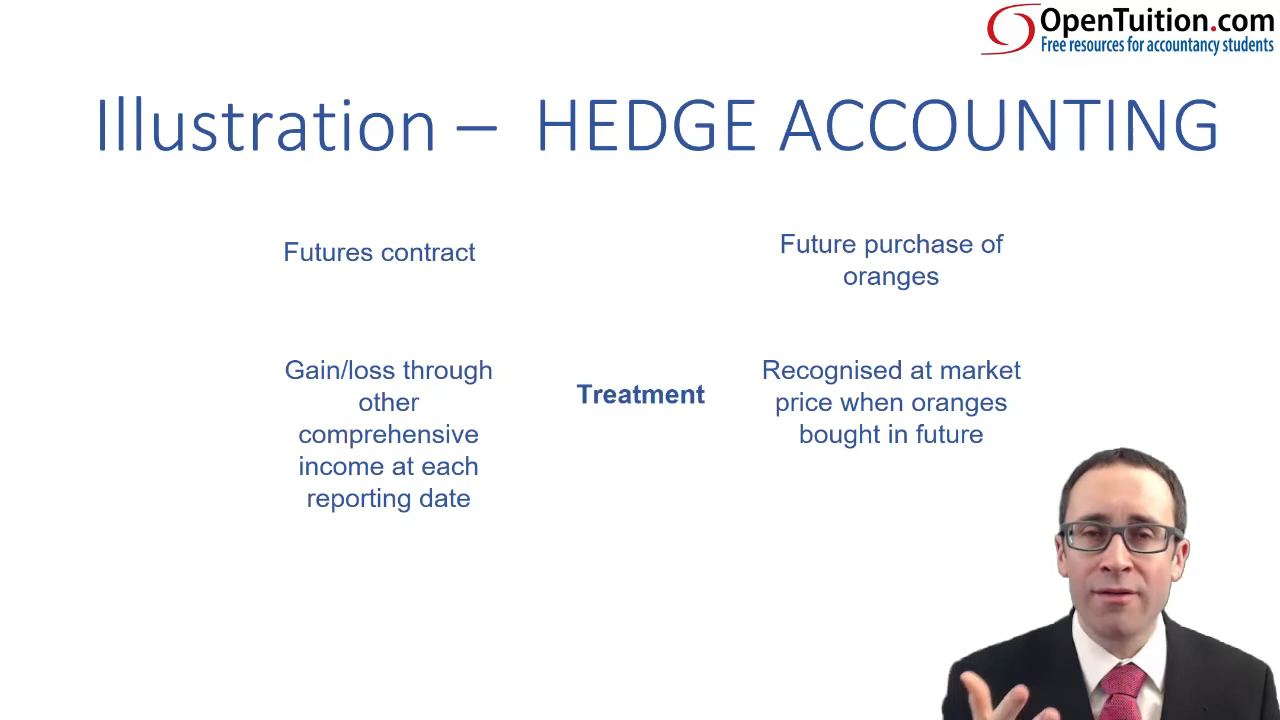 OpenTuition.com
Free resources for accountancy students
Illustration – HEDGE ACCOUNTING
Futures contract
Future purchase of
oranges
Gain/loss through
other
comprehensive
income at each
reporting date
Treatment
Recognised at market
price when oranges
bought in future